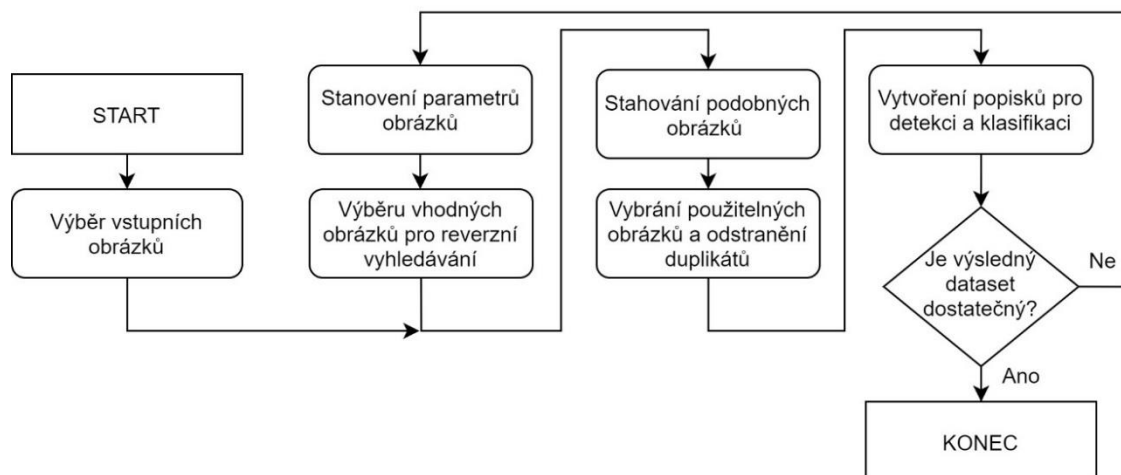 START
Výběr vstupních
obrázků
Stanovení parametrů
obrázků
Výběru vhodných
obrázků pro reverzní
vyhledávání
Stahování podobných
obrázků
Vybrání použitelných
obrázků a odstranění
duplikátů
Vytvoření popisků pro
detekci a klasifikaci
Je výsledný
dataset
dostatečný?
Ne
Ano
KONEC